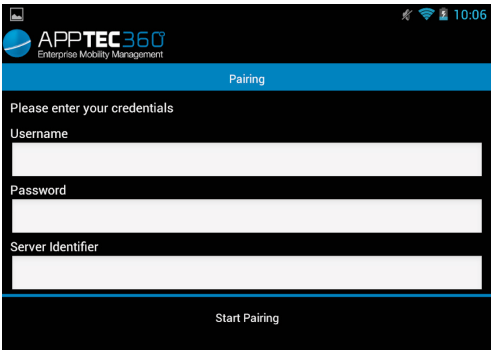 10:06
APPTEC360°
Enterprise Mobility Management
Pairing
Please enter your credentials
Username
Password
Server Identifier
Start Pairing